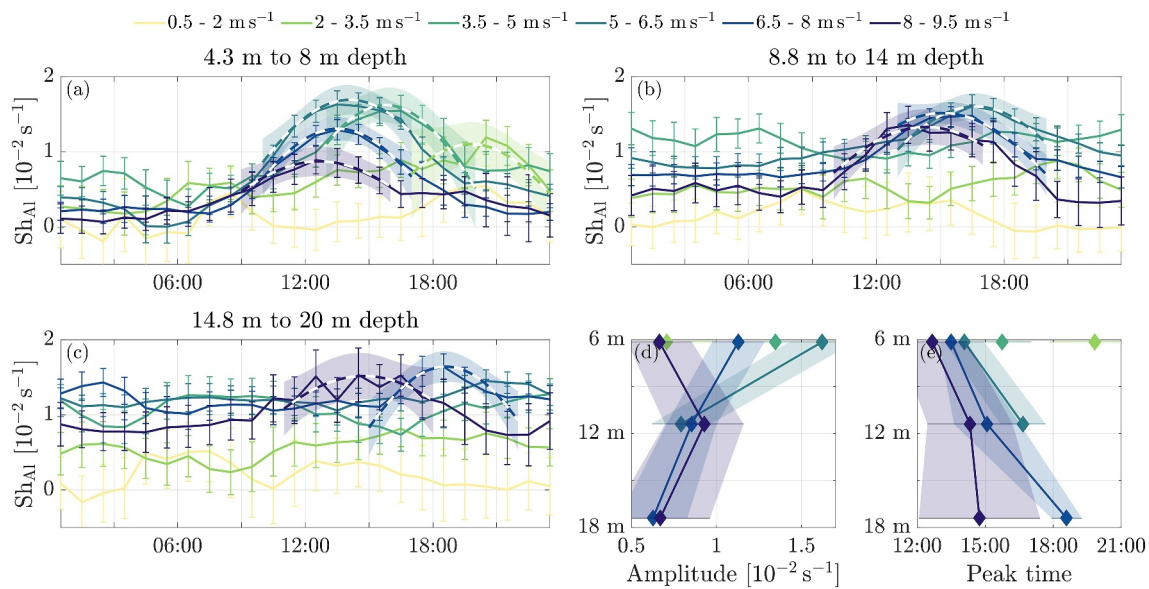 0.5 - 2 m s⁻¹ 2 - 3.5 m s⁻¹ 3.5 - 5 m s⁻¹ 5 - 6.5 m s⁻¹ 6.5 - 8 m s⁻¹ 8 - 9.5 m s⁻¹
4.3 m to 8 m depth
(a)
Sh_Al [10⁻² s⁻¹]
2
1
0
06:00 12:00 18:00
8.8 m to 14 m depth
(b)
Sh_Al [10⁻² s⁻¹]
2
1
0
06:00 12:00 18:00
14.8 m to 20 m depth
(c)
Sh_Al [10⁻² s⁻¹]
2
1
0
06:00 12:00 18:00
(d)
6 m
12 m
18 m
0.5 1 1.5
Amplitude [10⁻² s⁻¹]
(e)
6 m
12 m
18 m
12:00 15:00 18:00 21:00
Peak time